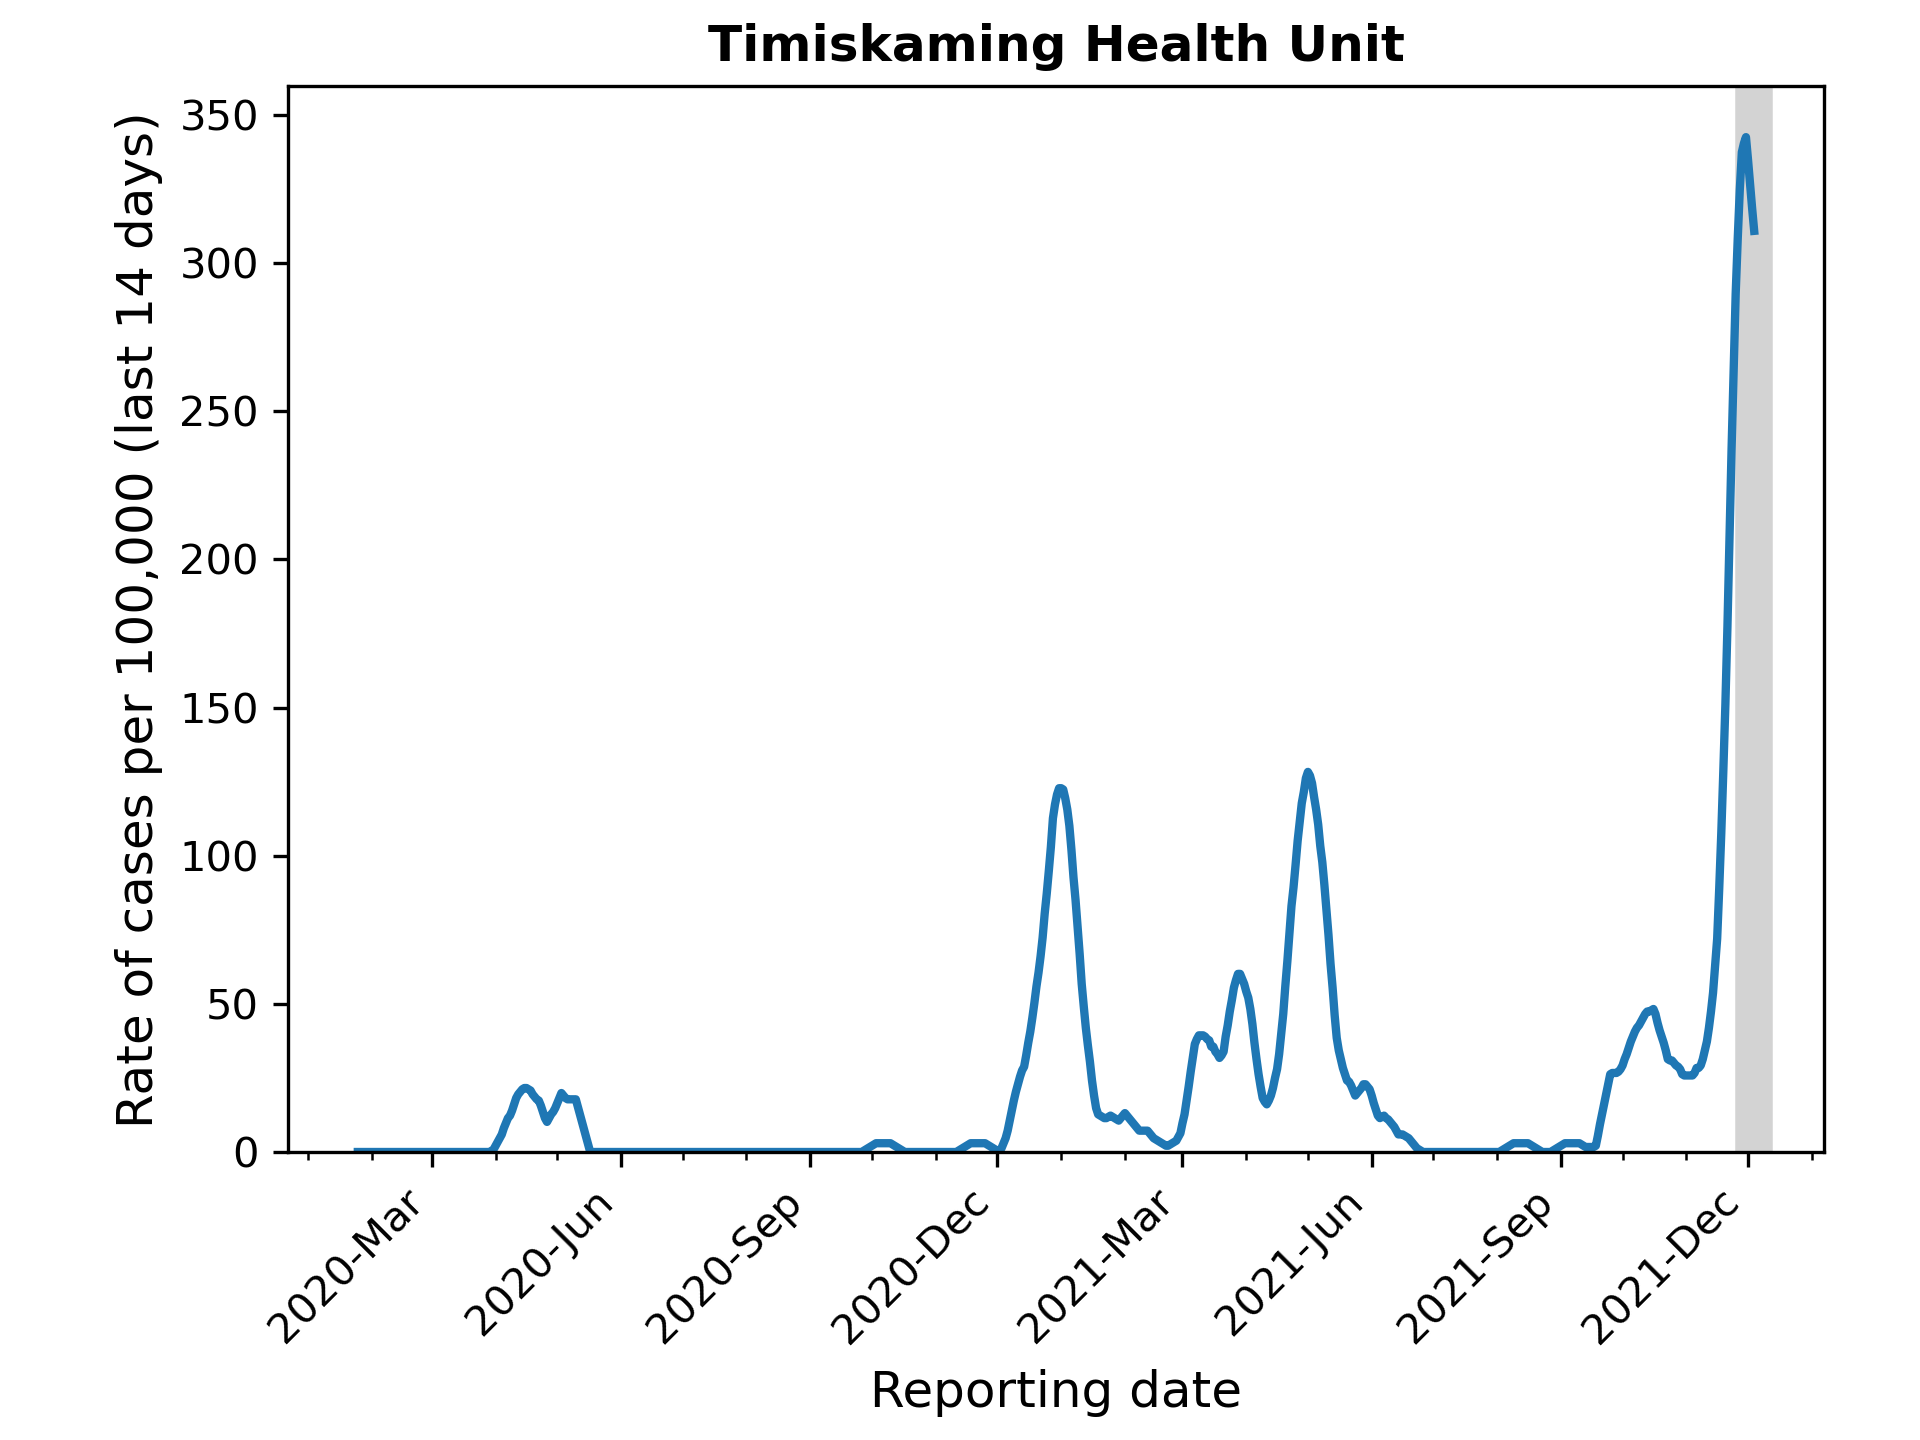 Timiskaming Health Unit
Rate of cases per 100,000 (last 14 days)
350
300
250
200
150
100
50
0
2020-Mar
2020-Jun
2020-Sep
2020-Dec
2021-Mar
2021-Jun
2021-Sep
2021-Dec
Reporting date